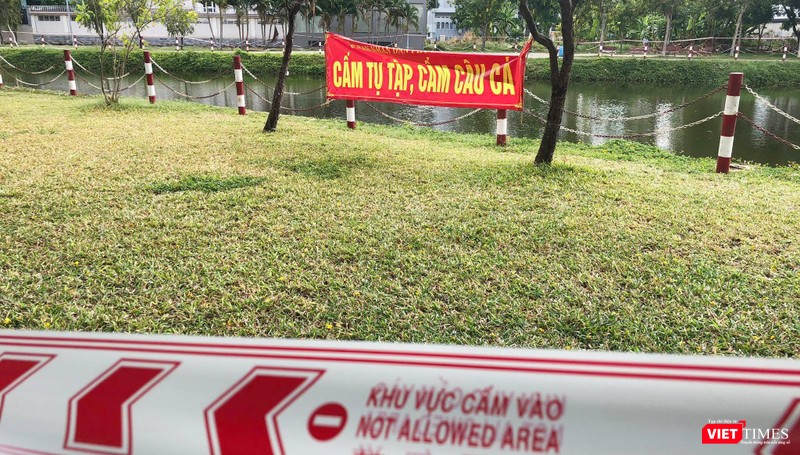 CẤM TỤ TẬP, CẤM CÂU CÁ
KHU VỰC CẤM VÀO
NOT ALLOWED AREA
VIETTIMES